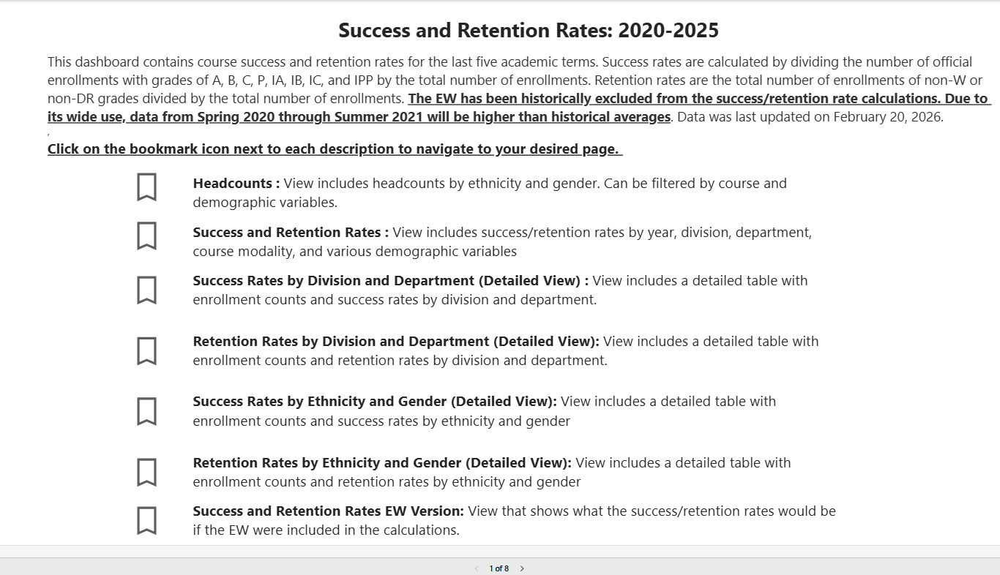 Success and Retention Rates: 2020-2025
This dashboard contains course success and retention rates for the last five academic terms. Success rates are calculated by dividing the number of official
enrollments with grades of A, B, C, P, IA, IB, IC, and IPP by the total number of enrollments. Retention rates are the total number of enrollments of non-W or
non-DR grades divided by the total number of enrollments. The EW has been historically excluded from the success/retention rate calculations. Due to
its wide use, data from Spring 2020 through Summer 2021 will be higher than historical averages. Data was last updated on February 20, 2026.
,
Click on the bookmark icon next to each description to navigate to your desired page.
Headcounts : View includes headcounts by ethnicity and gender. Can be filtered by course and
demographic variables.
Success and Retention Rates : View includes success/retention rates by year, division, department,
course modality, and various demographic variables
Success Rates by Division and Department (Detailed View) : View includes a detailed table with
enrollment counts and success rates by division and department.
Retention Rates by Division and Department (Detailed View): View includes a detailed table with
enrollment counts and retention rates by division and department.
Success Rates by Ethnicity and Gender (Detailed View): View includes a detailed table with
enrollment counts and success rates by ethnicity and gender
Retention Rates by Ethnicity and Gender (Detailed View): View includes a detailed table with
enrollment counts and retention rates by ethnicity and gender
Success and Retention Rates EW Version: View that shows what the success/retention rates would be
if the EW were included in the calculations.
1 of 8